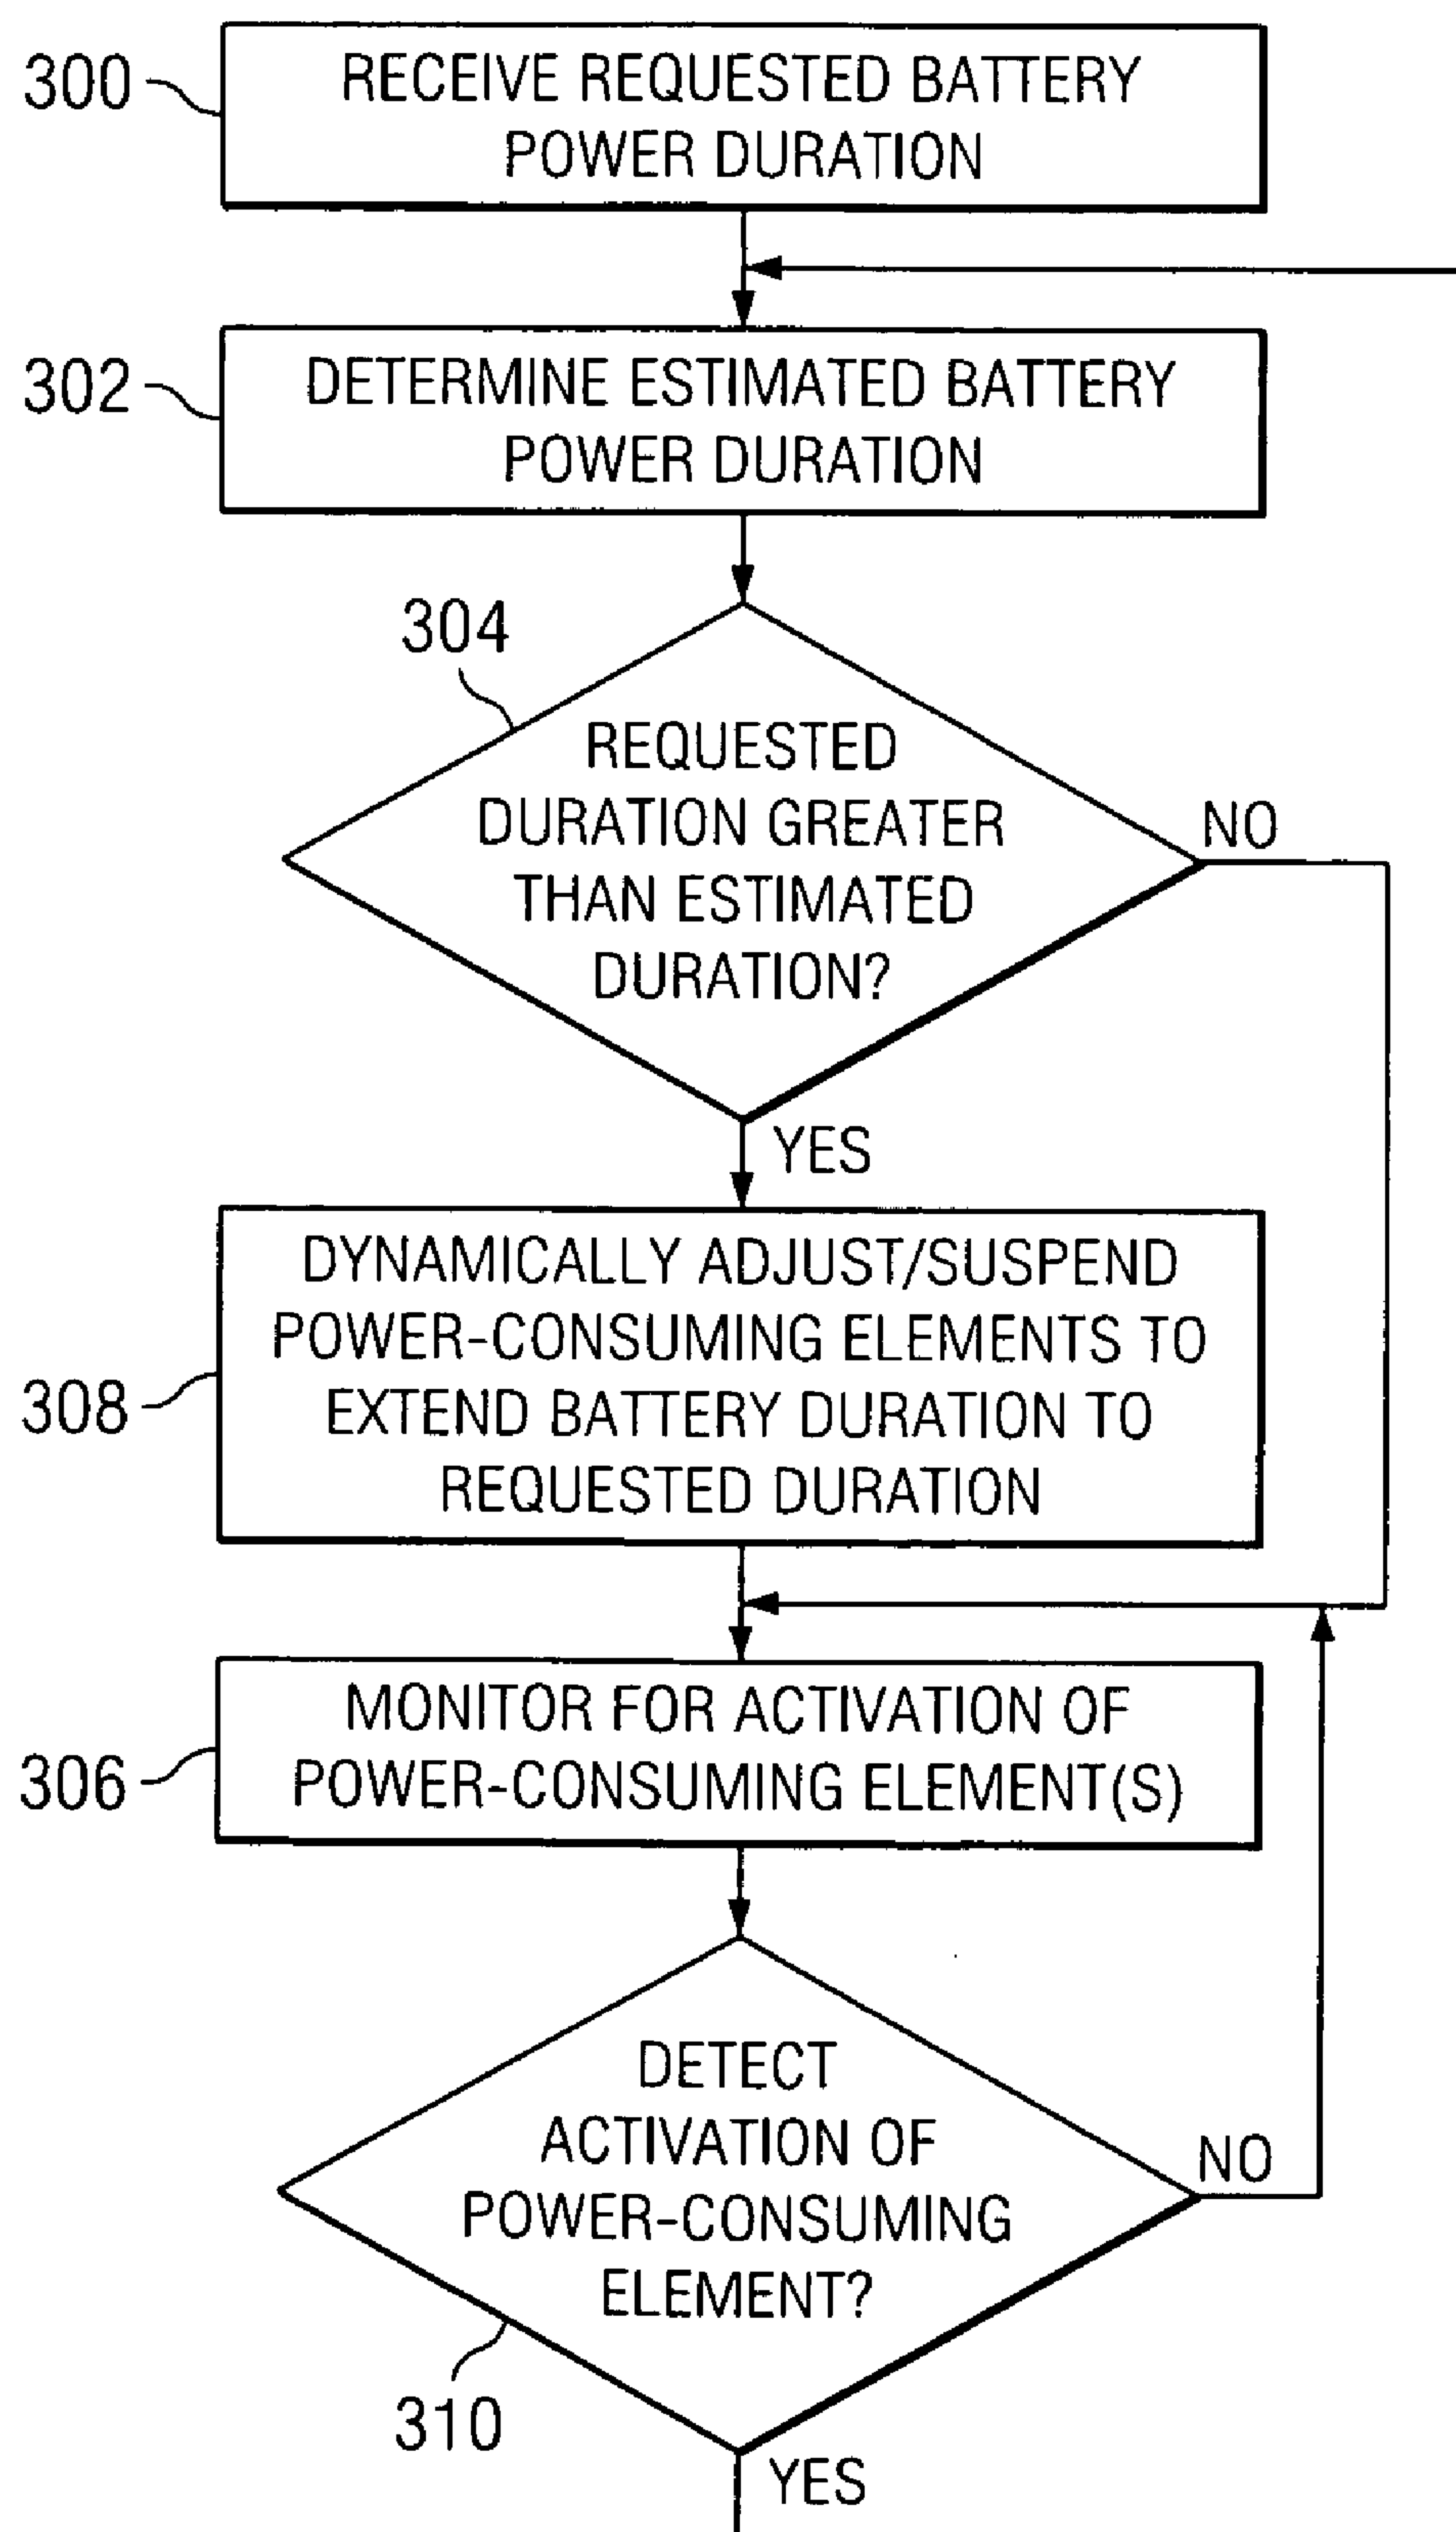 300
RECEIVE REQUESTED BATTERY
POWER DURATION
302
DETERMINE ESTIMATED BATTERY
POWER DURATION
304
REQUESTED
DURATION GREATER
THAN ESTIMATED
DURATION?
NO
YES
308
DYNAMICALLY ADJUST/SUSPEND
POWER-CONSUMING ELEMENTS TO
EXTEND BATTERY DURATION TO
REQUESTED DURATION
306
MONITOR FOR ACTIVATION OF
POWER-CONSUMING ELEMENT(S)
DETECT
ACTIVATION OF
POWER-CONSUMING
ELEMENT?
NO
310
YES